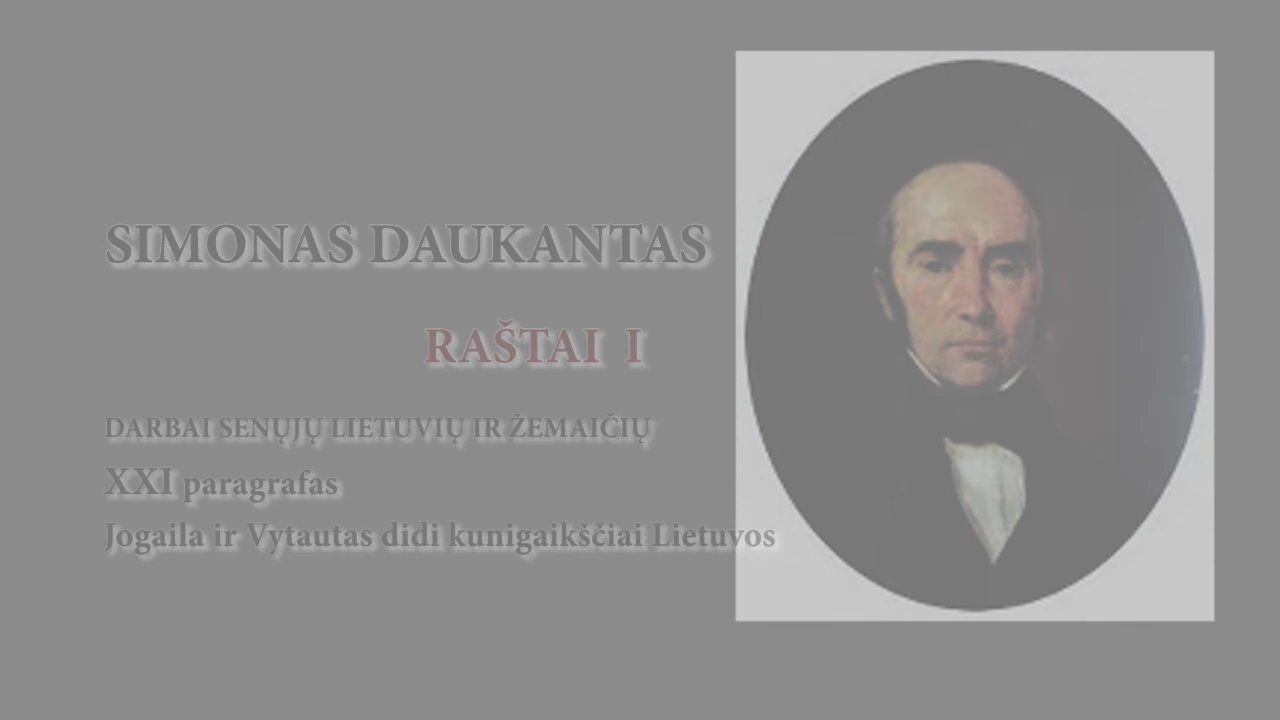 SIMONAS DAUKANTAS
RAŠTAI I
DARBAI SENŲJŲ LIETUVIŲ IR ŽEMAIČIŲ
XXI paragrafas
Jogaila ir Vytautas didi kunigaikščiai Lietuvos